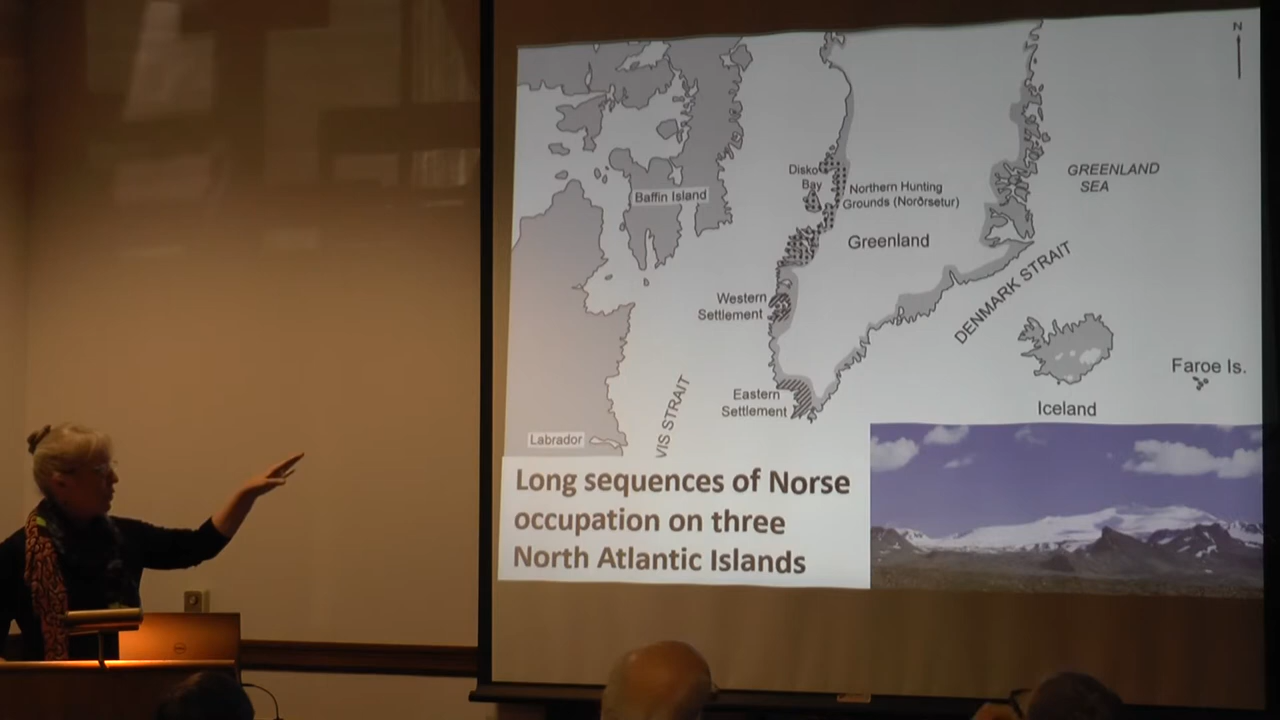 N
GREENLAND
SEA
Disko
Bay
Northern Hunting
Grounds (Norðrsetur)
Baffin Island
Greenland
DENMARK STRAIT
Western
Settlement
Faroe Is.
Eastern
Settlement
VIS STRAIT
Iceland
Labrador
Long sequences of Norse
occupation on three
North Atlantic Islands
DELL